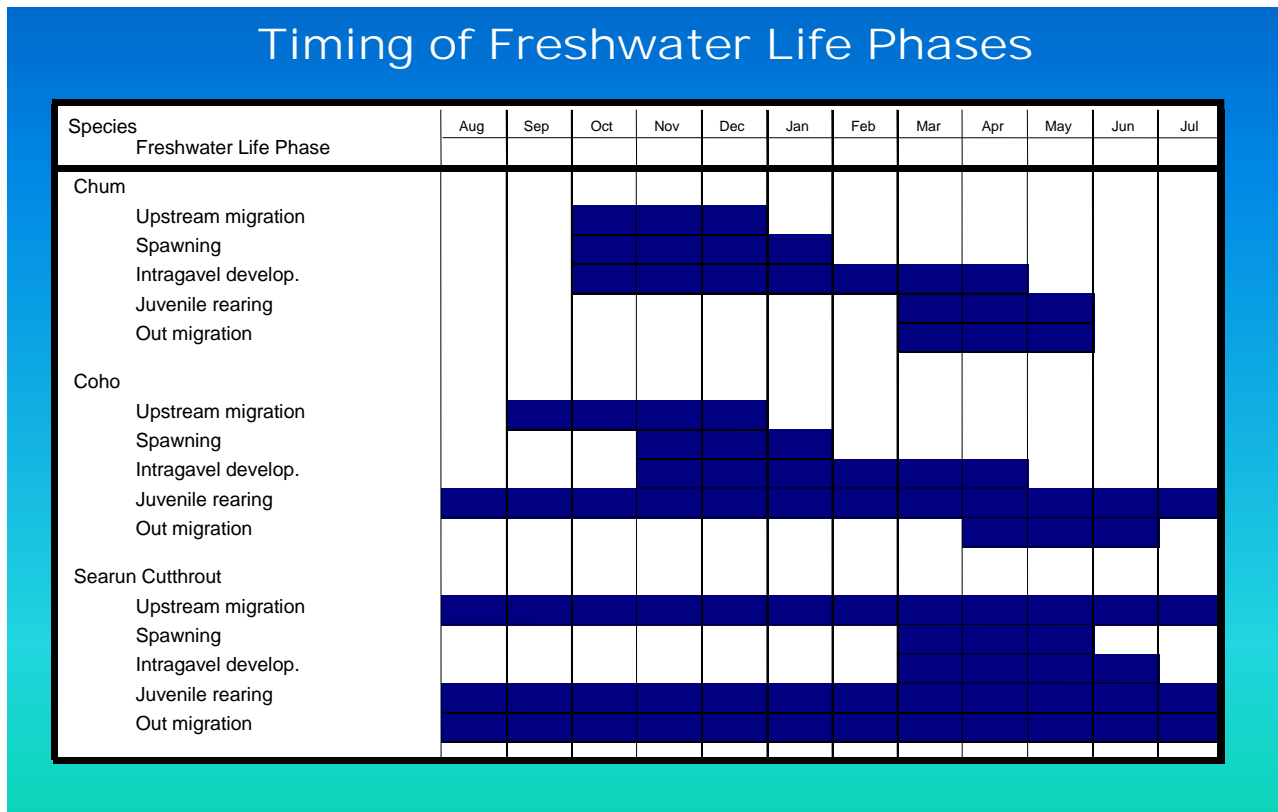 Timing of Freshwater Life Phases
Species Aug Sep Oct Nov Dec Jan Feb Mar Apr May Jun Jul
Freshwater Life Phase
Chum
Upstream migration
Spawning
Intragavel develop.
Juvenile rearing
Out migration
Coho
Upstream migration
Spawning
Intragavel develop.
Juvenile rearing
Out migration
Searun Cutthrout
Upstream migration
Spawning
Intragavel develop.
Juvenile rearing
Out migration